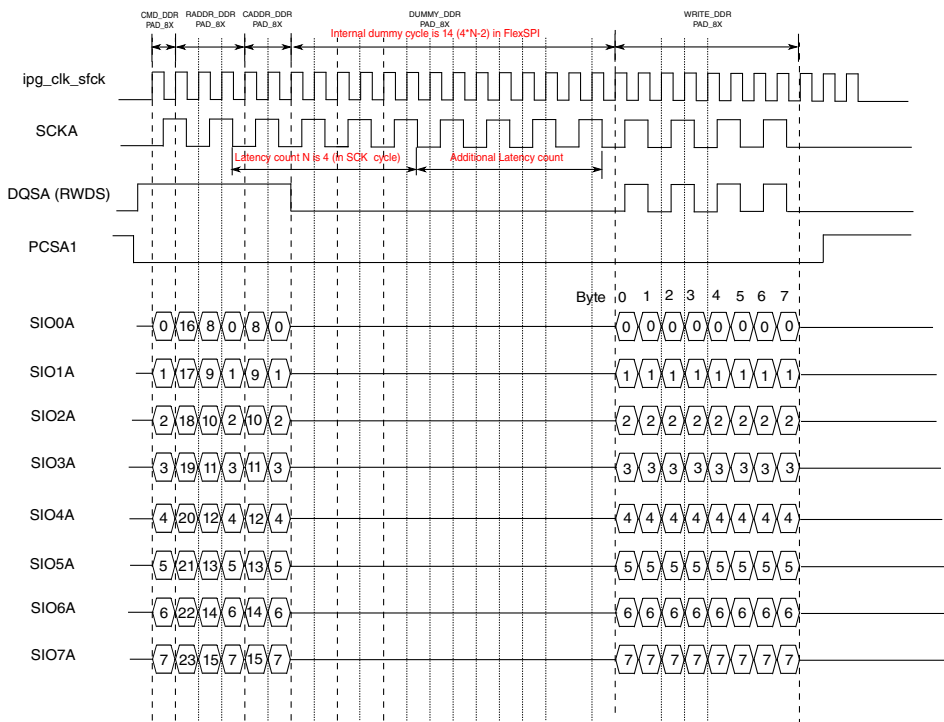 CMD_DDR RADDR_DDR CADDR_DDR DUMMY_DDR WRITE_DDR
PAD_8X PAD_8X PAD_8X PAD_8X PAD_8X
Internal dummy cycle is 14 (4*N-2) in FlexSPI
ipg_clk_sfck
SCKA
Latency count N is 4 (in SCK cycle) Additional Latency count
DQSA (RWDS)
PCSA1
Byte 0 1 2 3 4 5 6 7
SIO0A 0 16 8 0 8 0 0 0 0 0 0 0 0 0
SIO1A 1 17 9 1 9 1 1 1 1 1 1 1 1 1
SIO2A 2 18 10 2 10 2 2 2 2 2 2 2 2 2
SIO3A 3 19 11 3 11 3 3 3 3 3 3 3 3 3
SIO4A 4 20 12 4 12 4 4 4 4 4 4 4 4 4
SIO5A 5 21 13 5 13 5 5 5 5 5 5 5 5 5
SIO6A 6 22 14 6 14 6 6 6 6 6 6 6 6 6
SIO7A 7 23 15 7 15 7 7 7 7 7 7 7 7 7